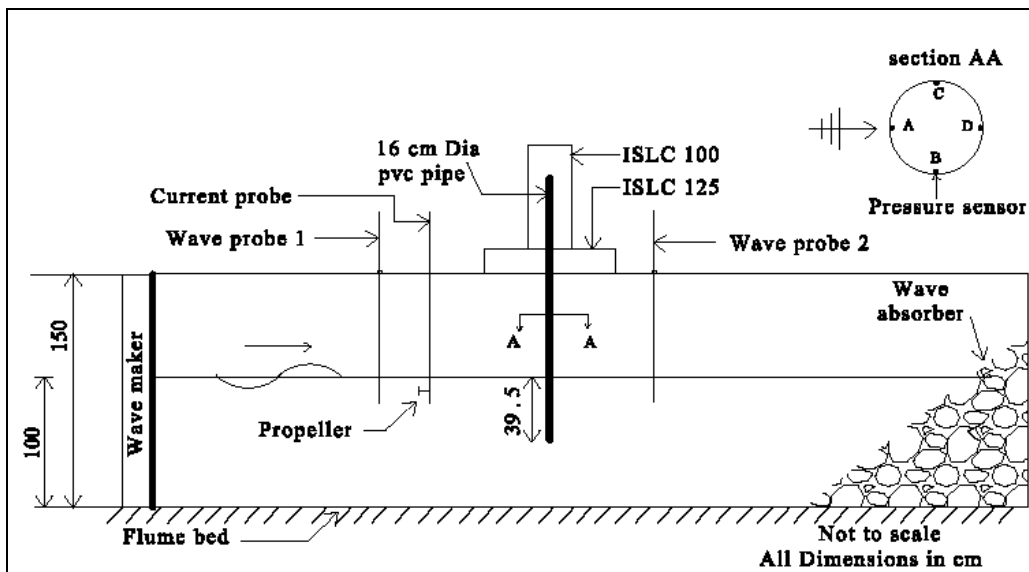 section AA
C
A
D
B
Pressure sensor
16 cm Dia
pvc pipe
ISLC 100
ISLC 125
Current probe
Wave probe 1
Wave probe 2
Wave
absorber
150
Wave maker
A
A
100
39.5
Propeller
Flume bed
Not to scale
All Dimensions in cm